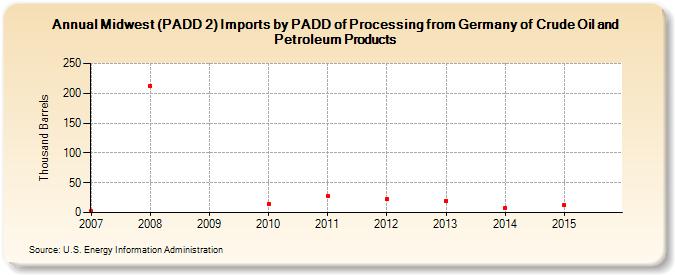 Annual Midwest (PADD 2) Imports by PADD of Processing from Germany of Crude Oil and
Petroleum Products
Thousand Barrels
250
200
150
100
50
0
2007 2008 2009 2010 2011 2012 2013 2014 2015
Source: U.S. Energy Information Administration